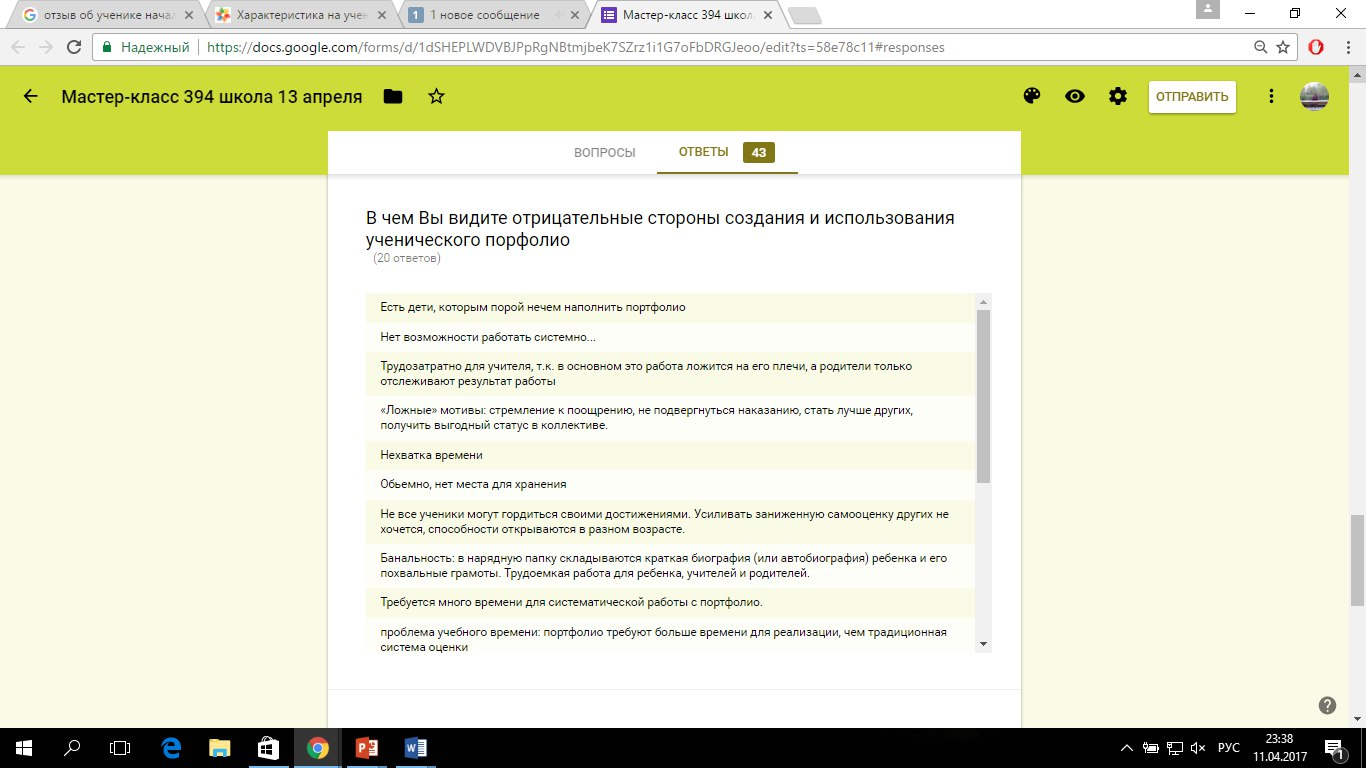 отзыв об ученике нача
Характеристика на учен
1 новое сообщение
Мастер-класс 394 школ
Надежный
https://docs.google.com/forms/d/1dSHEPLWDVBJPpRgNBtmjbeK7SZrz1i1G7oFbDRGJeoo/edit?ts=58e78c11#responses
Мастер-класс 394 школа 13 апреля
ОТПРАВИТЬ
ВОПРОСЫ
ОТВЕТЫ 43
В чем Вы видите отрицательные стороны создания и использования
ученического порфолио
(20 ответов)
Есть дети, которым порой нечем наполнить портфолио
Нет возможности работать системно...
Трудозатратно для учителя, т.к. в основном это работа ложится на его плечи, а родители только
отслеживают результат работы
«Ложные» мотивы: стремление к поощрению, не подвергнуться наказанию, стать лучше других,
получить выгодный статус в коллективе.
Нехватка времени
Обьемно, нет места для хранения
Не все ученики могут гордиться своими достижениями. Усиливать заниженную самооценку других не
хочется, способности открываются в разном возрасте.
Банальность: в нарядную папку складываются краткая биография (или автобиография) ребенка и его
похвальные грамоты. Трудоемкая работа для ребенка, учителей и родителей.
Требуется много времени для систематической работы с портфолио.
проблема учебного времени: портфолио требуют больше времени для реализации, чем традиционная
система оценки
РУС
23:38
11.04.2017
1